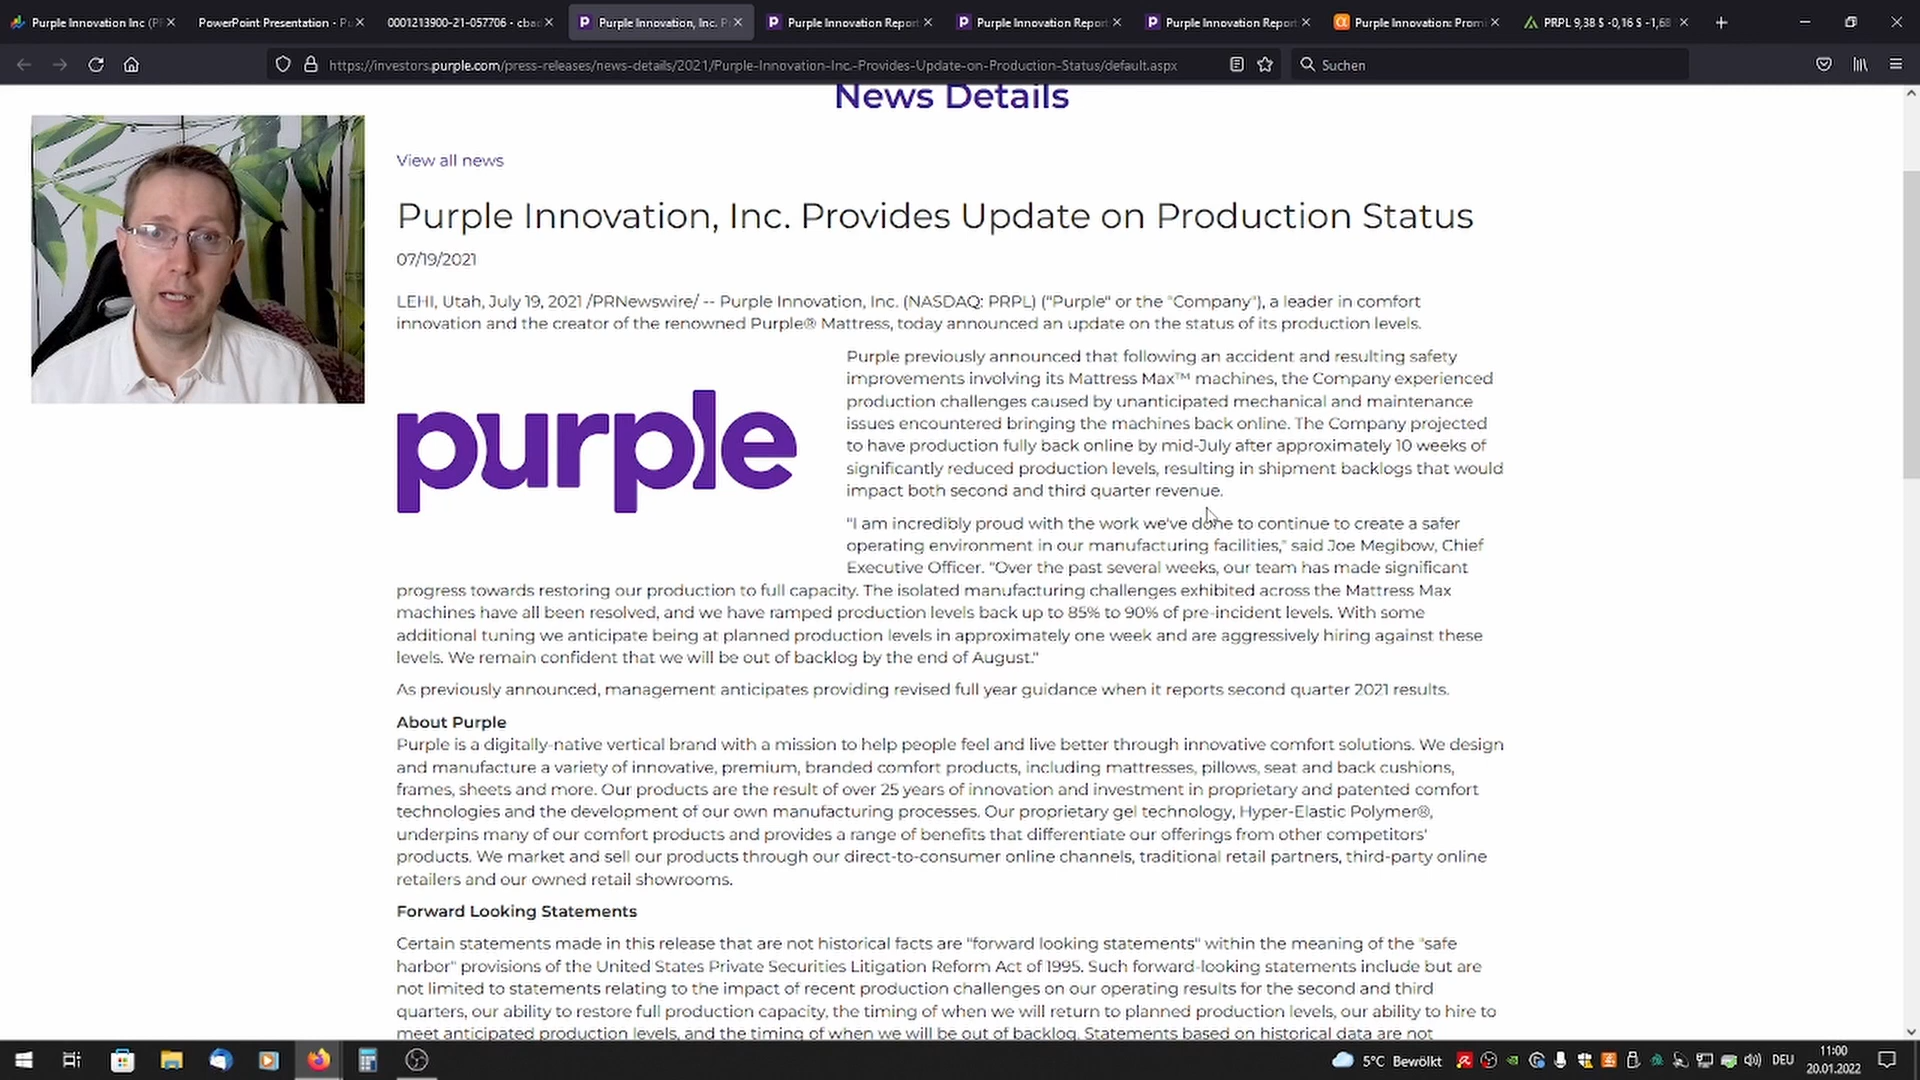 Purple Innovation Inc (PR
PowerPoint Presentation - Pu
0001213900-21-057706 - cbad
Purple Innovation, Inc. P
Purple Innovation Report
Purple Innovation Report
Purple Innovation Report
Purple Innovation: Promi
PRPL 9,38 $ -0,16 $ -1,68
https://investors.purple.com/press-releases/news-details/2021/Purple-Innovation-Inc.-Provides-Update-on-Production-Status/default.aspx
Suchen
News Details
View all news
Purple Innovation, Inc. Provides Update on Production Status
07/19/2021
LEHI, Utah, July 19, 2021 /PRNewswire/ -- Purple Innovation, Inc. (NASDAQ: PRPL) ("Purple" or the "Company"), a leader in comfort
innovation and the creator of the renowned Purple® Mattress, today announced an update on the status of its production levels.
purple
Purple previously announced that following an accident and resulting safety
improvements involving its Mattress Max™ machines, the Company experienced
production challenges caused by unanticipated mechanical and maintenance
issues encountered bringing the machines back online. The Company projected
to have production fully back online by mid-July after approximately 10 weeks of
significantly reduced production levels, resulting in shipment backlogs that would
impact both second and third quarter revenue.
"I am incredibly proud with the work we've done to continue to create a safer
operating environment in our manufacturing facilities," said Joe Megibow, Chief
Executive Officer. "Over the past several weeks, our team has made significant
progress towards restoring our production to full capacity. The isolated manufacturing challenges exhibited across the Mattress Max
machines have all been resolved, and we have ramped production levels back up to 85% to 90% of pre-incident levels. With some
additional tuning we anticipate being at planned production levels in approximately one week and are aggressively hiring against these
levels. We remain confident that we will be out of backlog by the end of August."
As previously announced, management anticipates providing revised full year guidance when it reports second quarter 2021 results.
About Purple
Purple is a digitally-native vertical brand with a mission to help people feel and live better through innovative comfort solutions. We design
and manufacture a variety of innovative, premium, branded comfort products, including mattresses, pillows, seat and back cushions,
frames, sheets and more. Our products are the result of over 25 years of innovation and investment in proprietary and patented comfort
technologies and the development of our own manufacturing processes. Our proprietary gel technology, Hyper-Elastic Polymer®,
underpins many of our comfort products and provides a range of benefits that differentiate our offerings from other competitors'
products. We market and sell our products through our direct-to-consumer online channels, traditional retail partners, third-party online
retailers and our owned retail showrooms.
Forward Looking Statements
Certain statements made in this release that are not historical facts are "forward looking statements" within the meaning of the "safe
harbor" provisions of the United States Private Securities Litigation Reform Act of 1995. Such forward-looking statements include but are
not limited to statements relating to the impact of recent production challenges on our operating results for the second and third
quarters, our ability to restore full production capacity, the timing of when we will return to planned production levels, our ability to hire to
meet anticipated production levels, and the timing of when we will be out of backlog. Statements based on historical data are not
5°C Bewölkt
DEU
11:00
20.01.2022